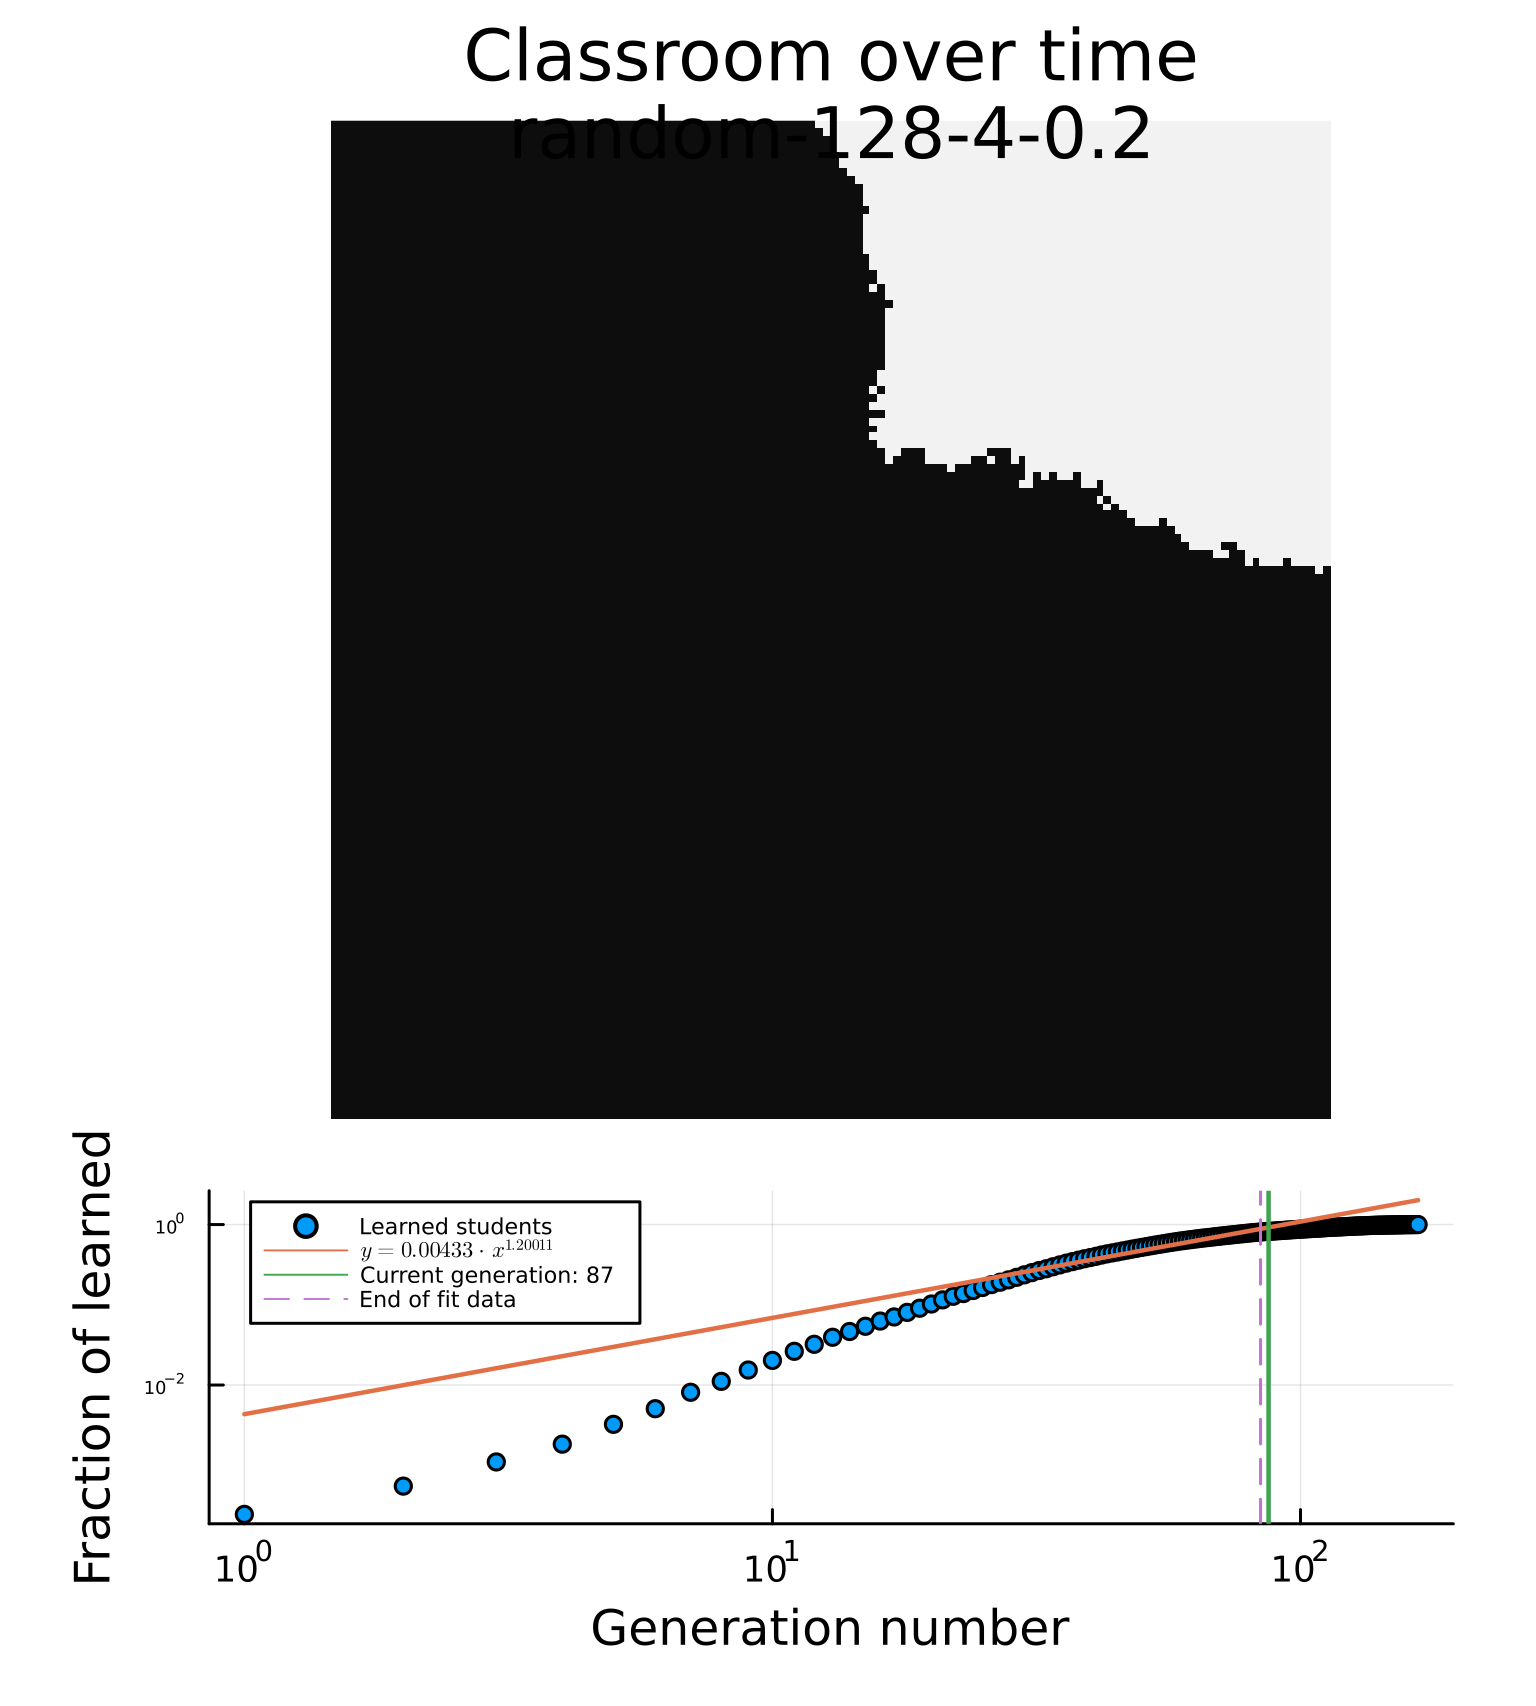 Classroom over time
random-128-4-0.2
Fraction of learned
10⁰
10⁻²
Learned students
y = 0.00433 · x^1.20011
Current generation: 87
End of fit data
10⁰ 10¹ 10²
Generation number